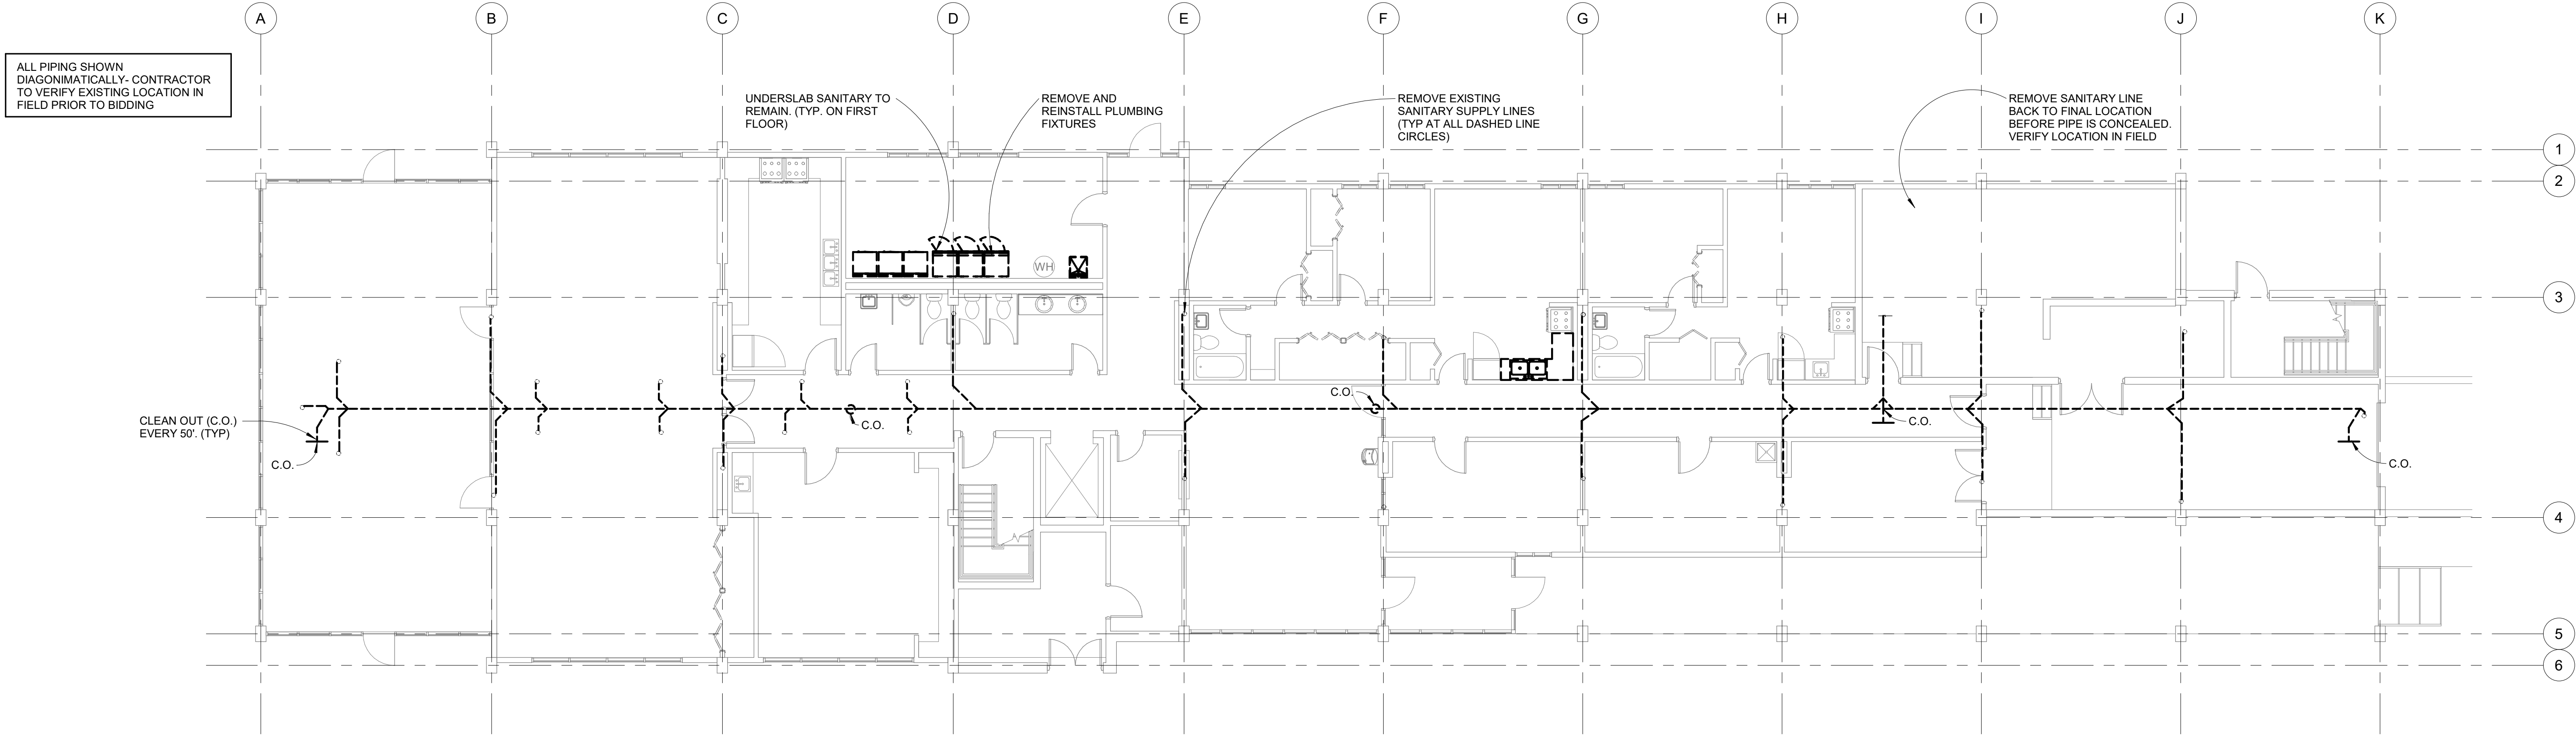 A
B
C
D
E
F
G
H
I
J
K
ALL PIPING SHOWN
DIAGONIMATICALLY- CONTRACTOR
TO VERIFY EXISTING LOCATION IN
FIELD PRIOR TO BIDDING
UNDERSLAB SANITARY TO
REMAIN. (TYP. ON FIRST
FLOOR)
REMOVE AND
REINSTALL PLUMBING
FIXTURES
REMOVE EXISTING
SANITARY SUPPLY LINES
(TYP AT ALL DASHED LINE
CIRCLES)
REMOVE SANITARY LINE
BACK TO FINAL LOCATION
BEFORE PIPE IS CONCEALED.
VERIFY LOCATION IN FIELD
1
2
WH
3
C.O.
CLEAN OUT (C.O.)
EVERY 50'. (TYP)
C.O.
C.O.
C.O.
C.O.
4
5
6